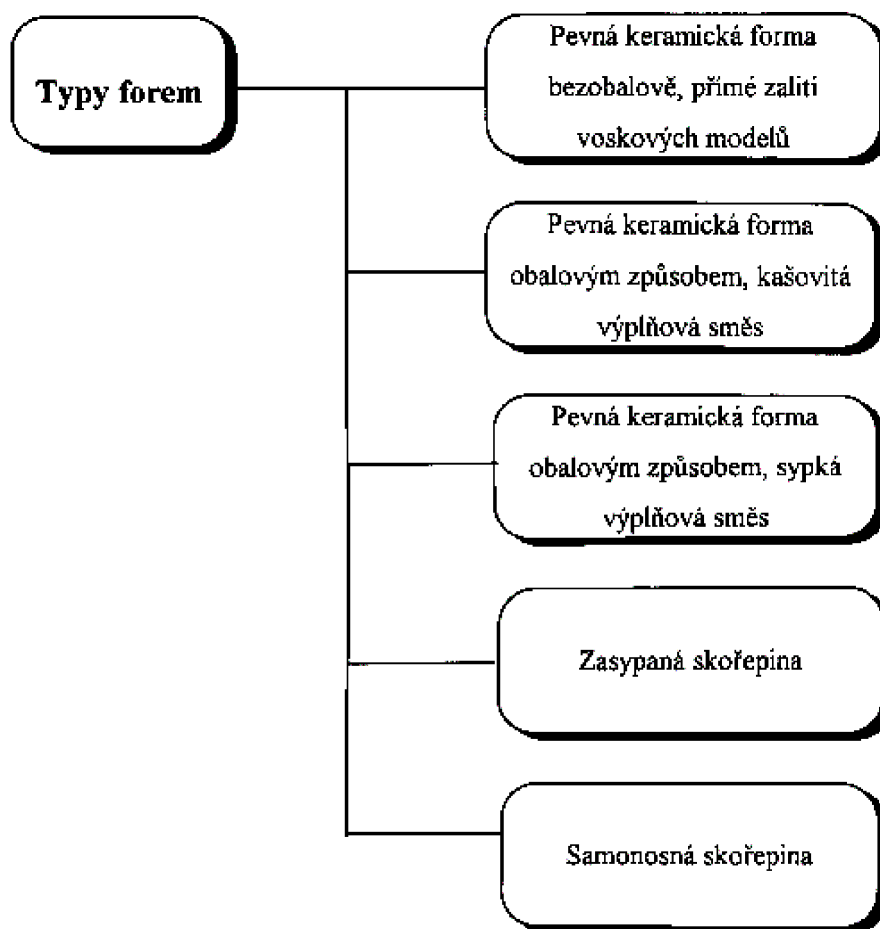 Typy forem
Pevná keramická forma
bezobalově, přímé zalití
voskových modelů
Pevná keramická forma
obalovým způsobem, kašovitá
výplňová směs
Pevná keramická forma
obalovým způsobem, sypká
výplňová směs
Zasypaná skořepina
Samonosná skořepina